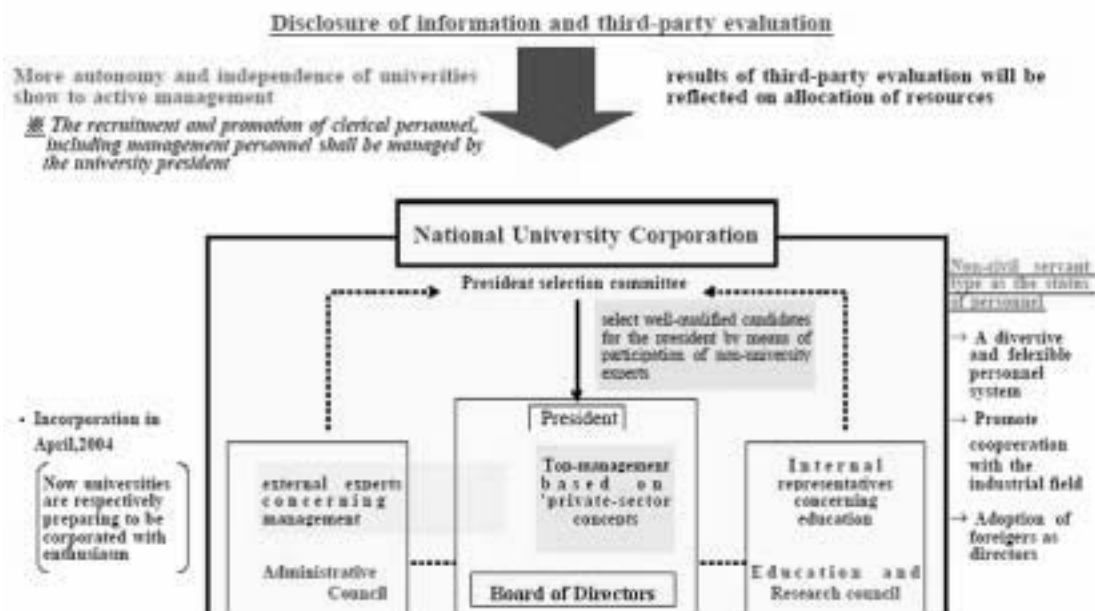 Disclosure of information and third-party evaluation
More autonomy and independence of univerities
show to active management
※ The recruitment and promotion of clerical personnel,
including management personnel shall be managed by
the university president
results of third-party evaluation will be
reflected on allocation of resources
National University Corporation
President selection committee
select well-qualified candidates
for the president by means of
participation of non-university
experts
Non-civil servant
type as the status
of personnel
→ A diversive
and felexible
personnel
system
→ Promote
coopreration
with the
industrial field
→ Adoption of
foreigers as
directors
・ Incorporation in
April,2004
Now universities
are respectively
preparing to be
corporated with
enthusiasm
external experts
concerning
management
Administrative
Council
President
Top-management
based on
'private-sector
concepts
Board of Directors
Internal
representatives
concerning
education
Education and
Research council